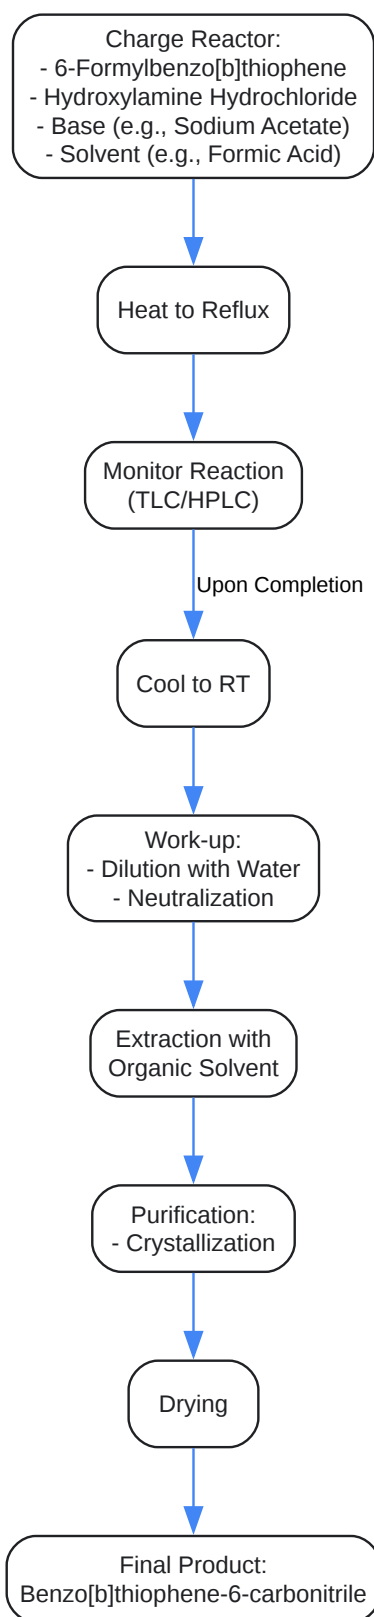 Charge Reactor:
- 6-Formylbenzo[b]thiophene
- Hydroxylamine Hydrochloride
- Base (e.g., Sodium Acetate)
- Solvent (e.g., Formic Acid)
Heat to Reflux
Monitor Reaction
(TLC/HPLC)
Upon Completion
Cool to RT
Work-up:
- Dilution with Water
- Neutralization
Extraction with
Organic Solvent
Purification:
- Crystallization
Drying
Final Product:
Benzo[b]thiophene-6-carbonitrile